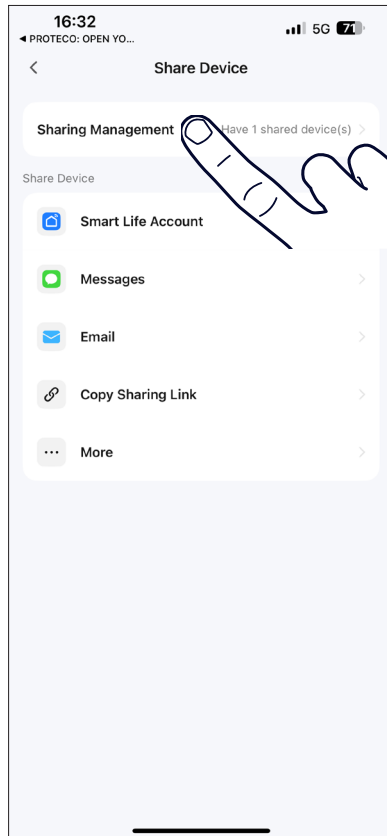 16:32
5G 71
◀ PROTECO: OPEN YO...
Share Device
Sharing Management Have 1 shared device(s)
Share Device
Smart Life Account
Messages
Email
Copy Sharing Link
More